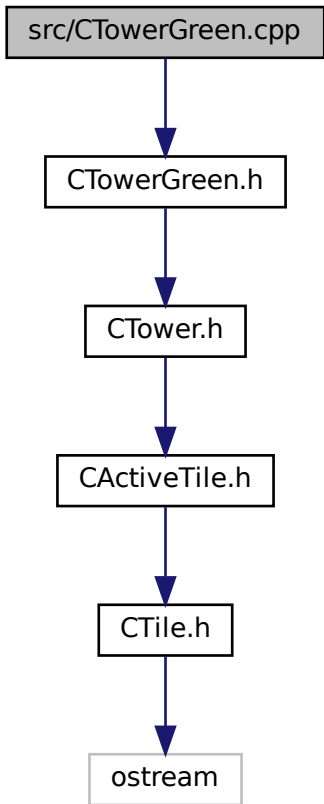 src/CTowerGreen.cpp
CTowerGreen.h
CTower.h
CActiveTile.h
CTile.h
ostream